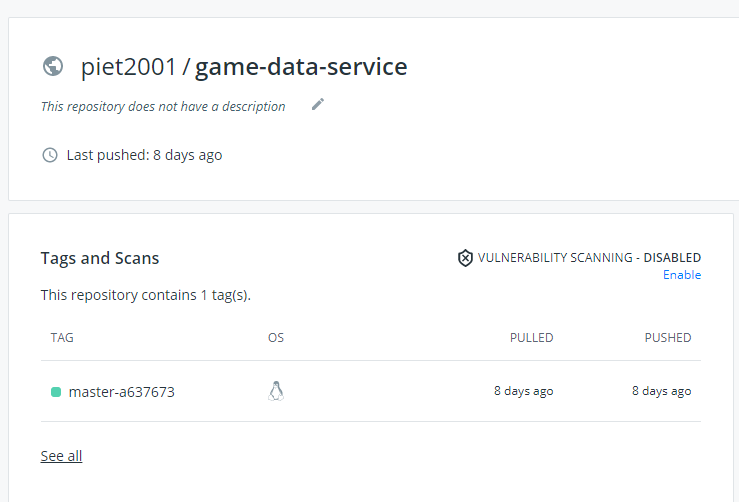 piet2001 / game-data-service
This repository does not have a description
Last pushed: 8 days ago
Tags and Scans
VULNERABILITY SCANNING - DISABLED
Enable
This repository contains 1 tag(s).
TAG OS PULLED PUSHED
master-a637673 8 days ago 8 days ago
See all